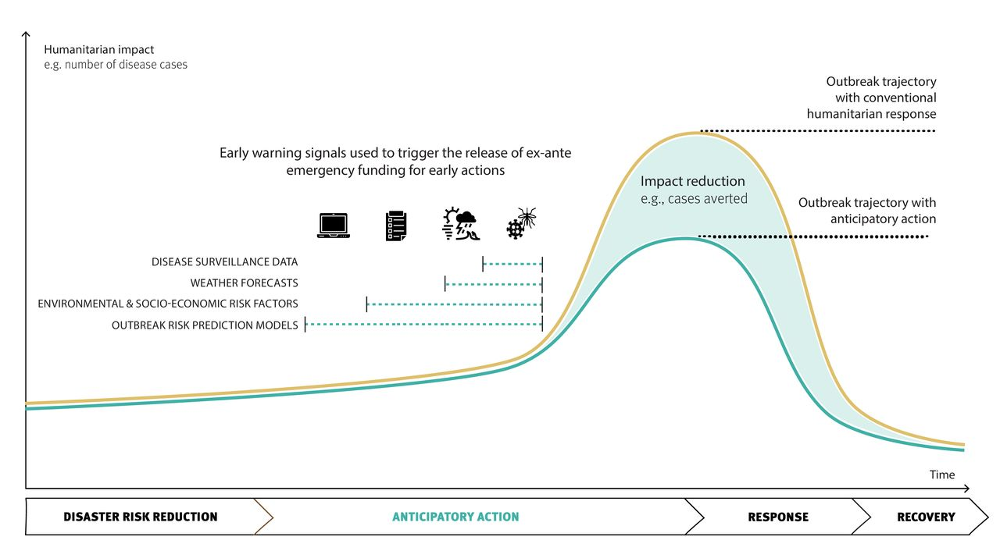 Humanitarian impact
e.g. number of disease cases
Outbreak trajectory
with conventional
humanitarian response
Early warning signals used to trigger the release of ex-ante
emergency funding for early actions
Impact reduction
e.g., cases averted
Outbreak trajectory with
anticipatory action
DISEASE SURVEILLANCE DATA
WEATHER FORECASTS
ENVIRONMENTAL & SOCIO-ECONOMIC RISK FACTORS
OUTBREAK RISK PREDICTION MODELS
Time
DISASTER RISK REDUCTION
ANTICIPATORY ACTION
RESPONSE
RECOVERY